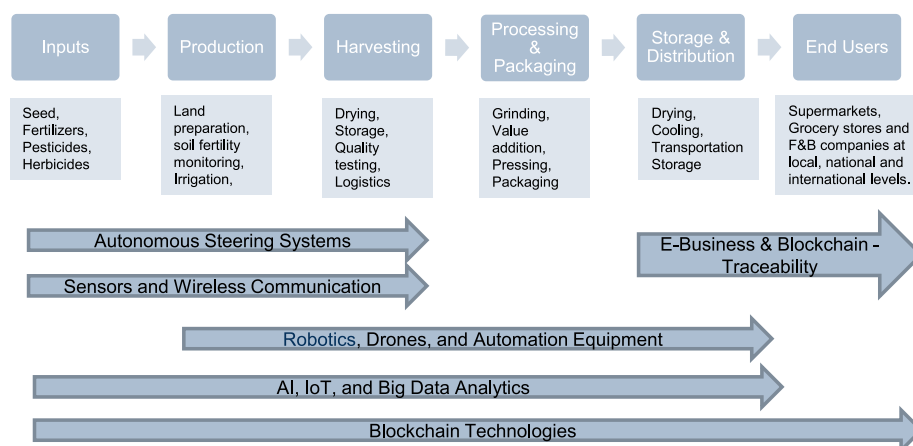 Inputs
Production
Harvesting
Processing
&
Packaging
Storage &
Distribution
End Users
Seed,
Fertilizers,
Pesticides,
Herbicides
Land
preparation,
soil fertility
monitoring,
Irrigation,
Drying,
Storage,
Quality
testing,
Logistics
Grinding,
Value
addition,
Pressing,
Packaging
Drying,
Cooling,
Transportation
Storage
Supermarkets,
Grocery stores and
F&B companies at
local, national and
international levels.
Autonomous Steering Systems
E-Business & Blockchain -
Traceability
Sensors and Wireless Communication
Robotics, Drones, and Automation Equipment
AI, IoT, and Big Data Analytics
Blockchain Technologies